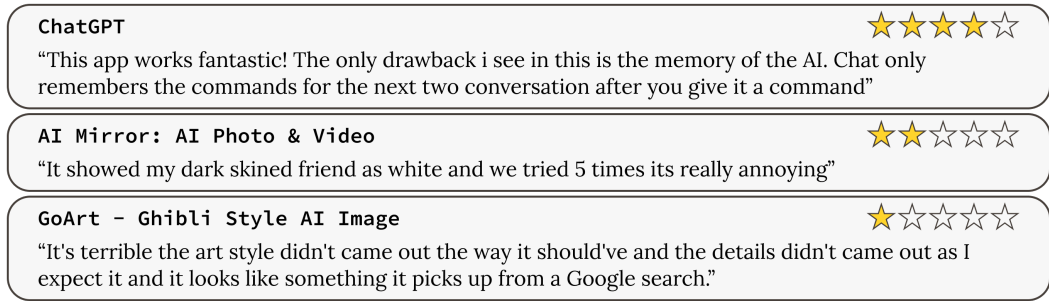 ChatGPT
“This app works fantastic! The only drawback i see in this is the memory of the AI. Chat only
remembers the commands for the next two conversation after you give it a command”
AI Mirror: AI Photo & Video
“It showed my dark skined friend as white and we tried 5 times its really annoying”
GoArt – Ghibli Style AI Image
“It's terrible the art style didn't came out the way it should've and the details didn't came out as I
expect it and it looks like something it picks up from a Google search.”